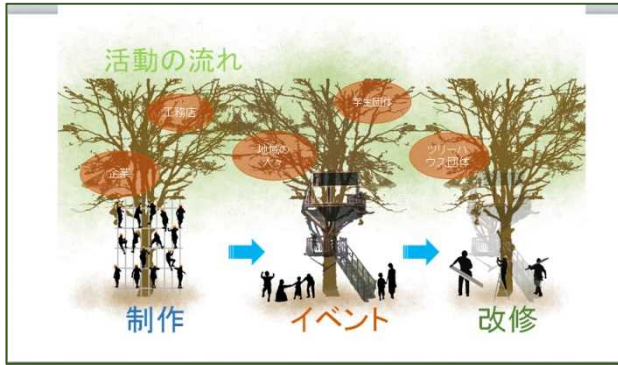 活動の流れ
工務店
学生団体
企業
地域の
人々
ツリーハ
ウス団体
制作
イベント
改修